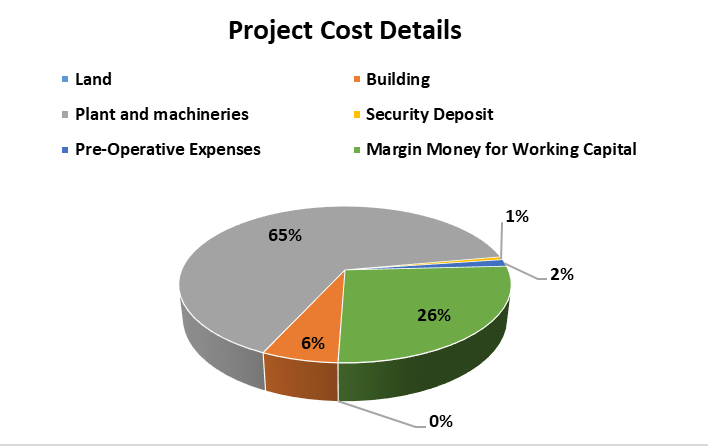 Project Cost Details
Land
Building
Plant and machineries
Security Deposit
Pre-Operative Expenses
Margin Money for Working Capital
1%
65%
2%
26%
6%
0%